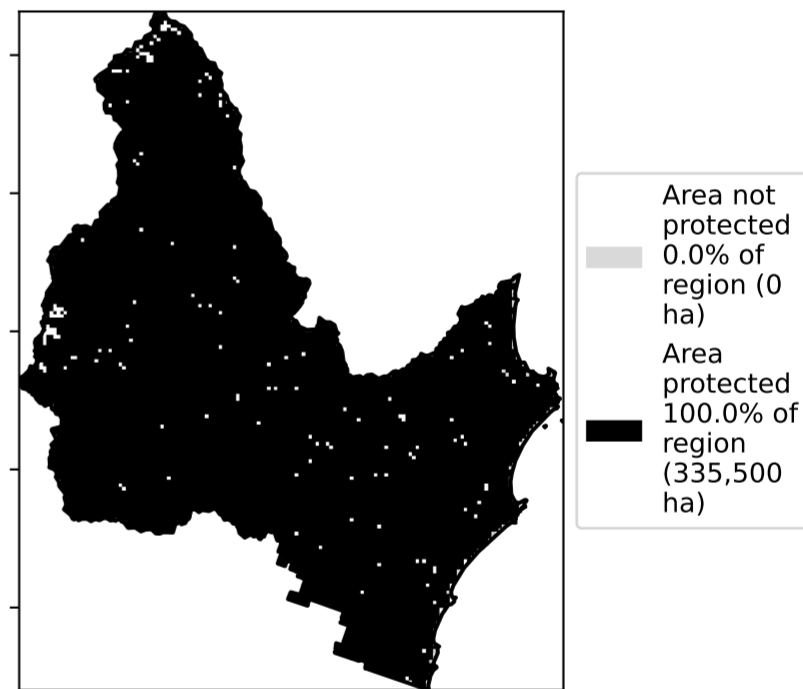 Area not
protected
0.0% of
region (0
ha)
Area
protected
100.0% of
region
(335,500
ha)